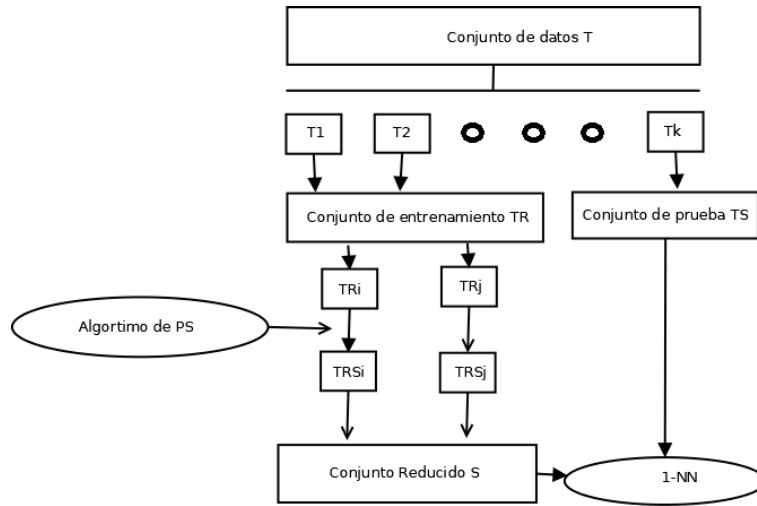 Conjunto de datos T
T1
T2
Tk
Conjunto de entrenamiento TR
Conjunto de prueba TS
TRi
TRj
Algortimo de PS
TRSi
TRSj
Conjunto Reducido S
1-NN